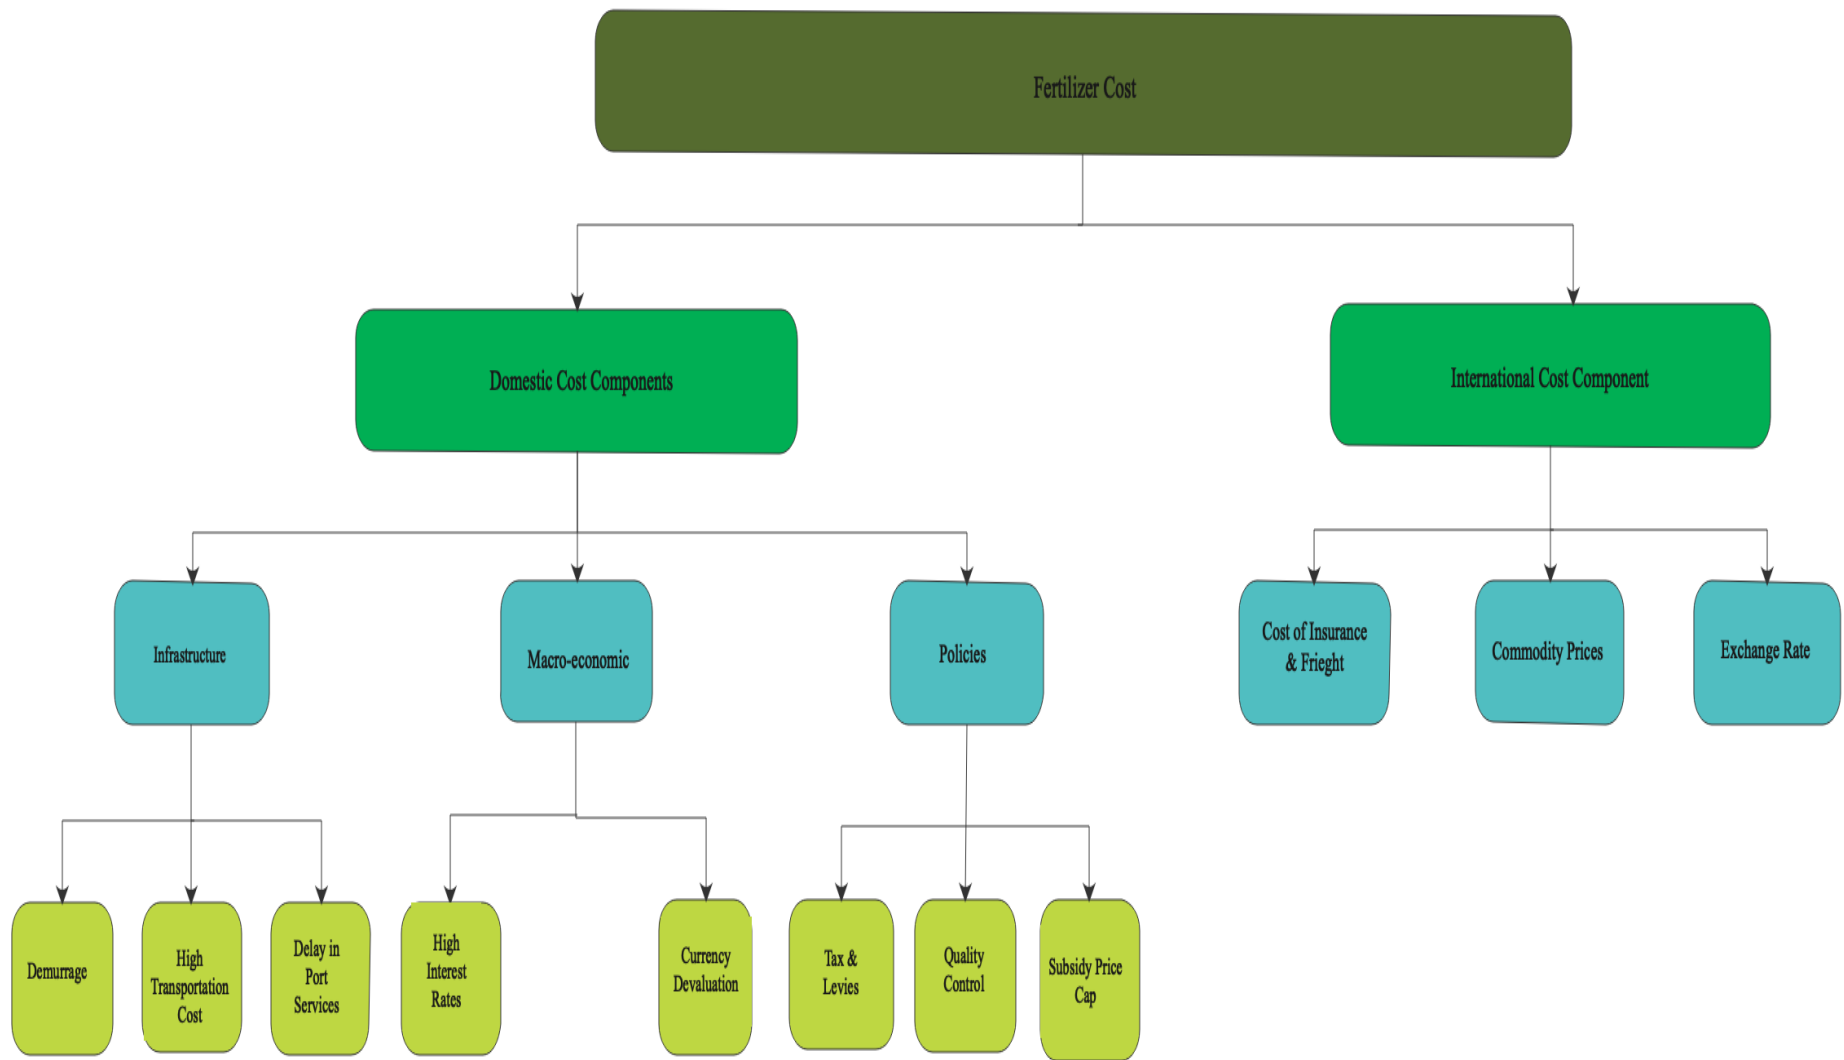 Fertilizer Cost
Domestic Cost Components
International Cost Component
Infrastructure
Macro-economic
Policies
Cost of Insurance
& Frieght
Commodity Prices
Exchange Rate
Demurrage
High
Transportation
Cost
Delay in
Port
Services
High
Interest
Rates
Currency
Devaluation
Tax &
Levies
Quality
Control
Subsidy Price
Cap